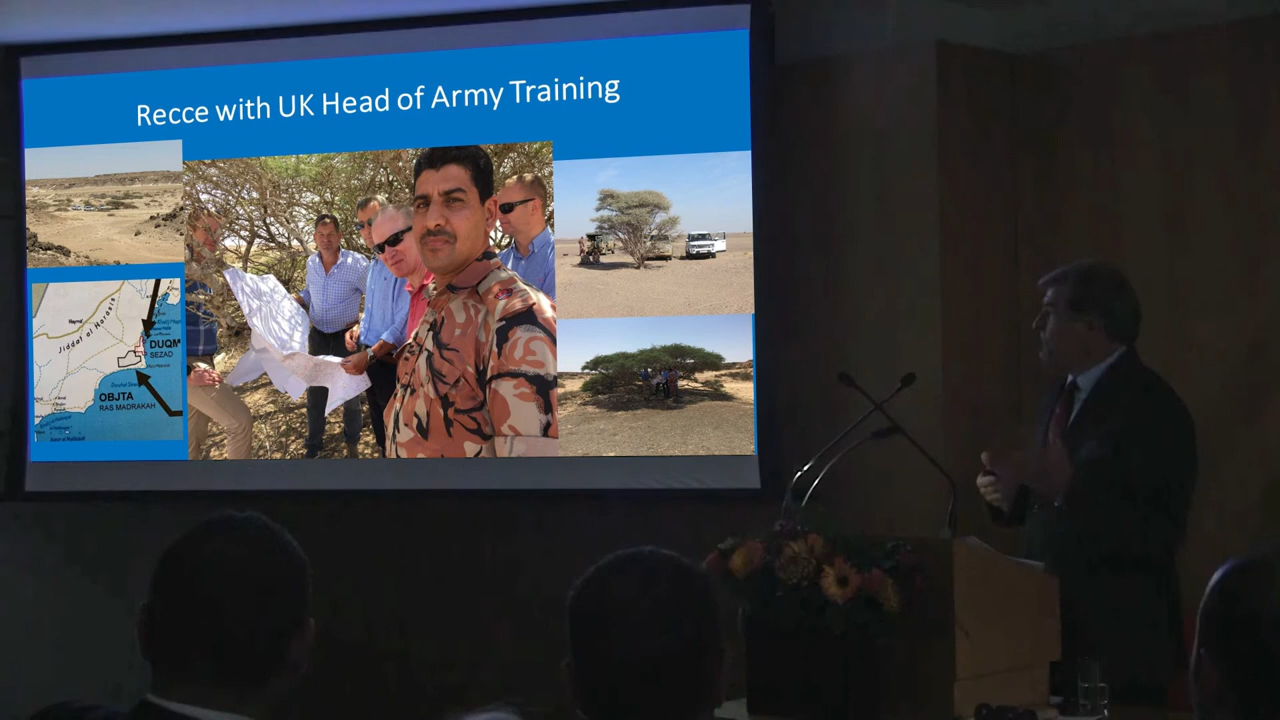 Recce with UK Head of Army Training
Jiddat al Harasis
DUQM
SEZAD
OBJTA
RAS MADRAKAH